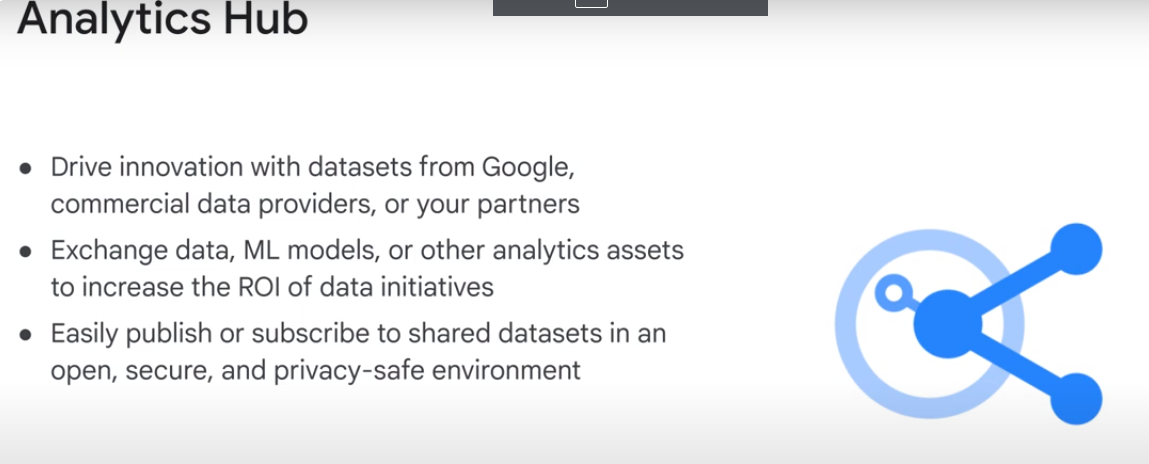 Analytics Hub
● Drive innovation with datasets from Google,
commercial data providers, or your partners
● Exchange data, ML models, or other analytics assets
to increase the ROI of data initiatives
● Easily publish or subscribe to shared datasets in an
open, secure, and privacy-safe environment